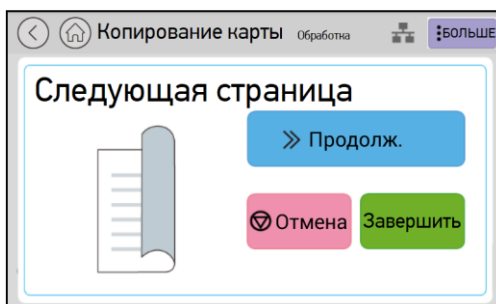 Копирование карты Обработка БОЛЬШЕ
Следующая страница
Продолж.
Отмена Завершить